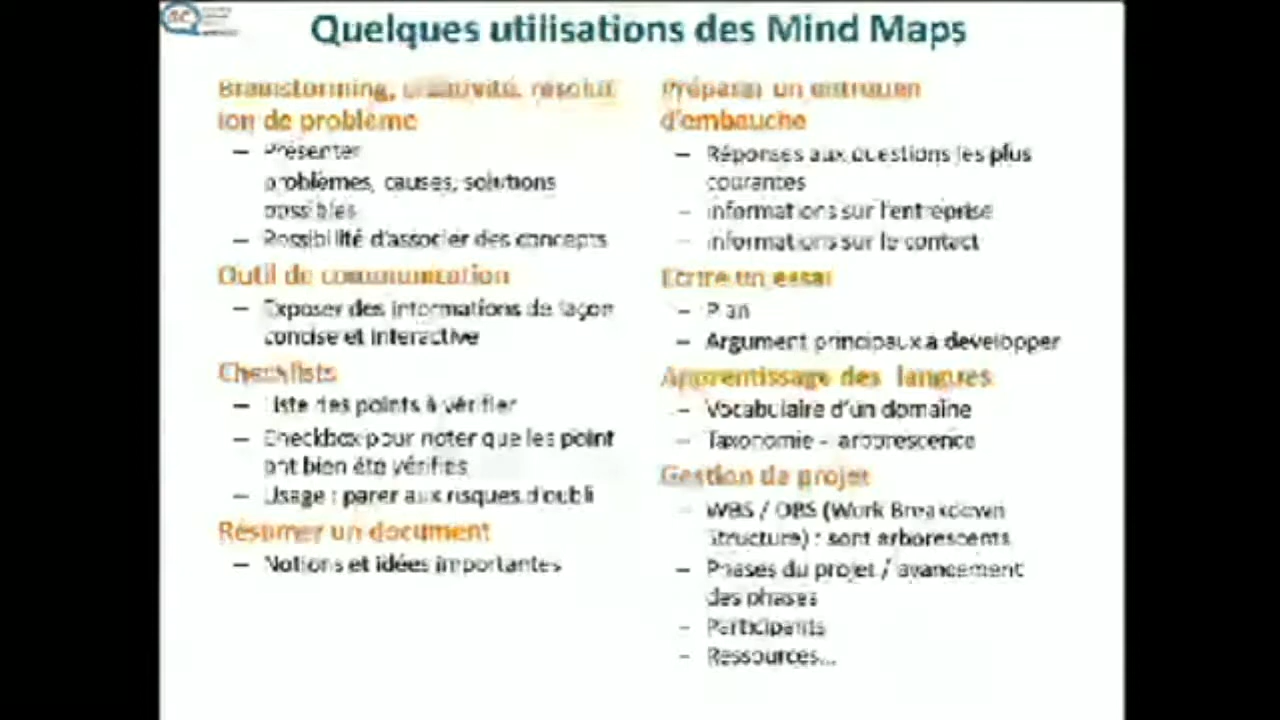 Quelques utilisations des Mind Maps
Brainstorming, créativité, résolut
ion de problème
– Présenter
problèmes, causes, solutions
possibles
– Possibilité d'associer des concepts
Outil de communication
– Exposer des informations de façon
concise et interactive
Checklists
– Liste des points à vérifier
– Checkbox pour noter que les point
ont bien été vérifiés
– Usage : parer aux risques d'oubli
Résumer un document
– Notions et idées importantes
Préparer un entretien
d'embauche
– Réponses aux questions les plus
courantes
– Informations sur l'entreprise
– Informations sur le contact
Ecrire un essai
– Plan
– Argument principaux à développer
Apprentissage des langues
– Vocabulaire d'un domaine
– Taxonomie - arborescence
Gestion de projet
– WBS / OBS (Work Breakdown
Structure) : sont arborescents
– Phases du projet / avancement
des phases
– Participants
– Ressources...